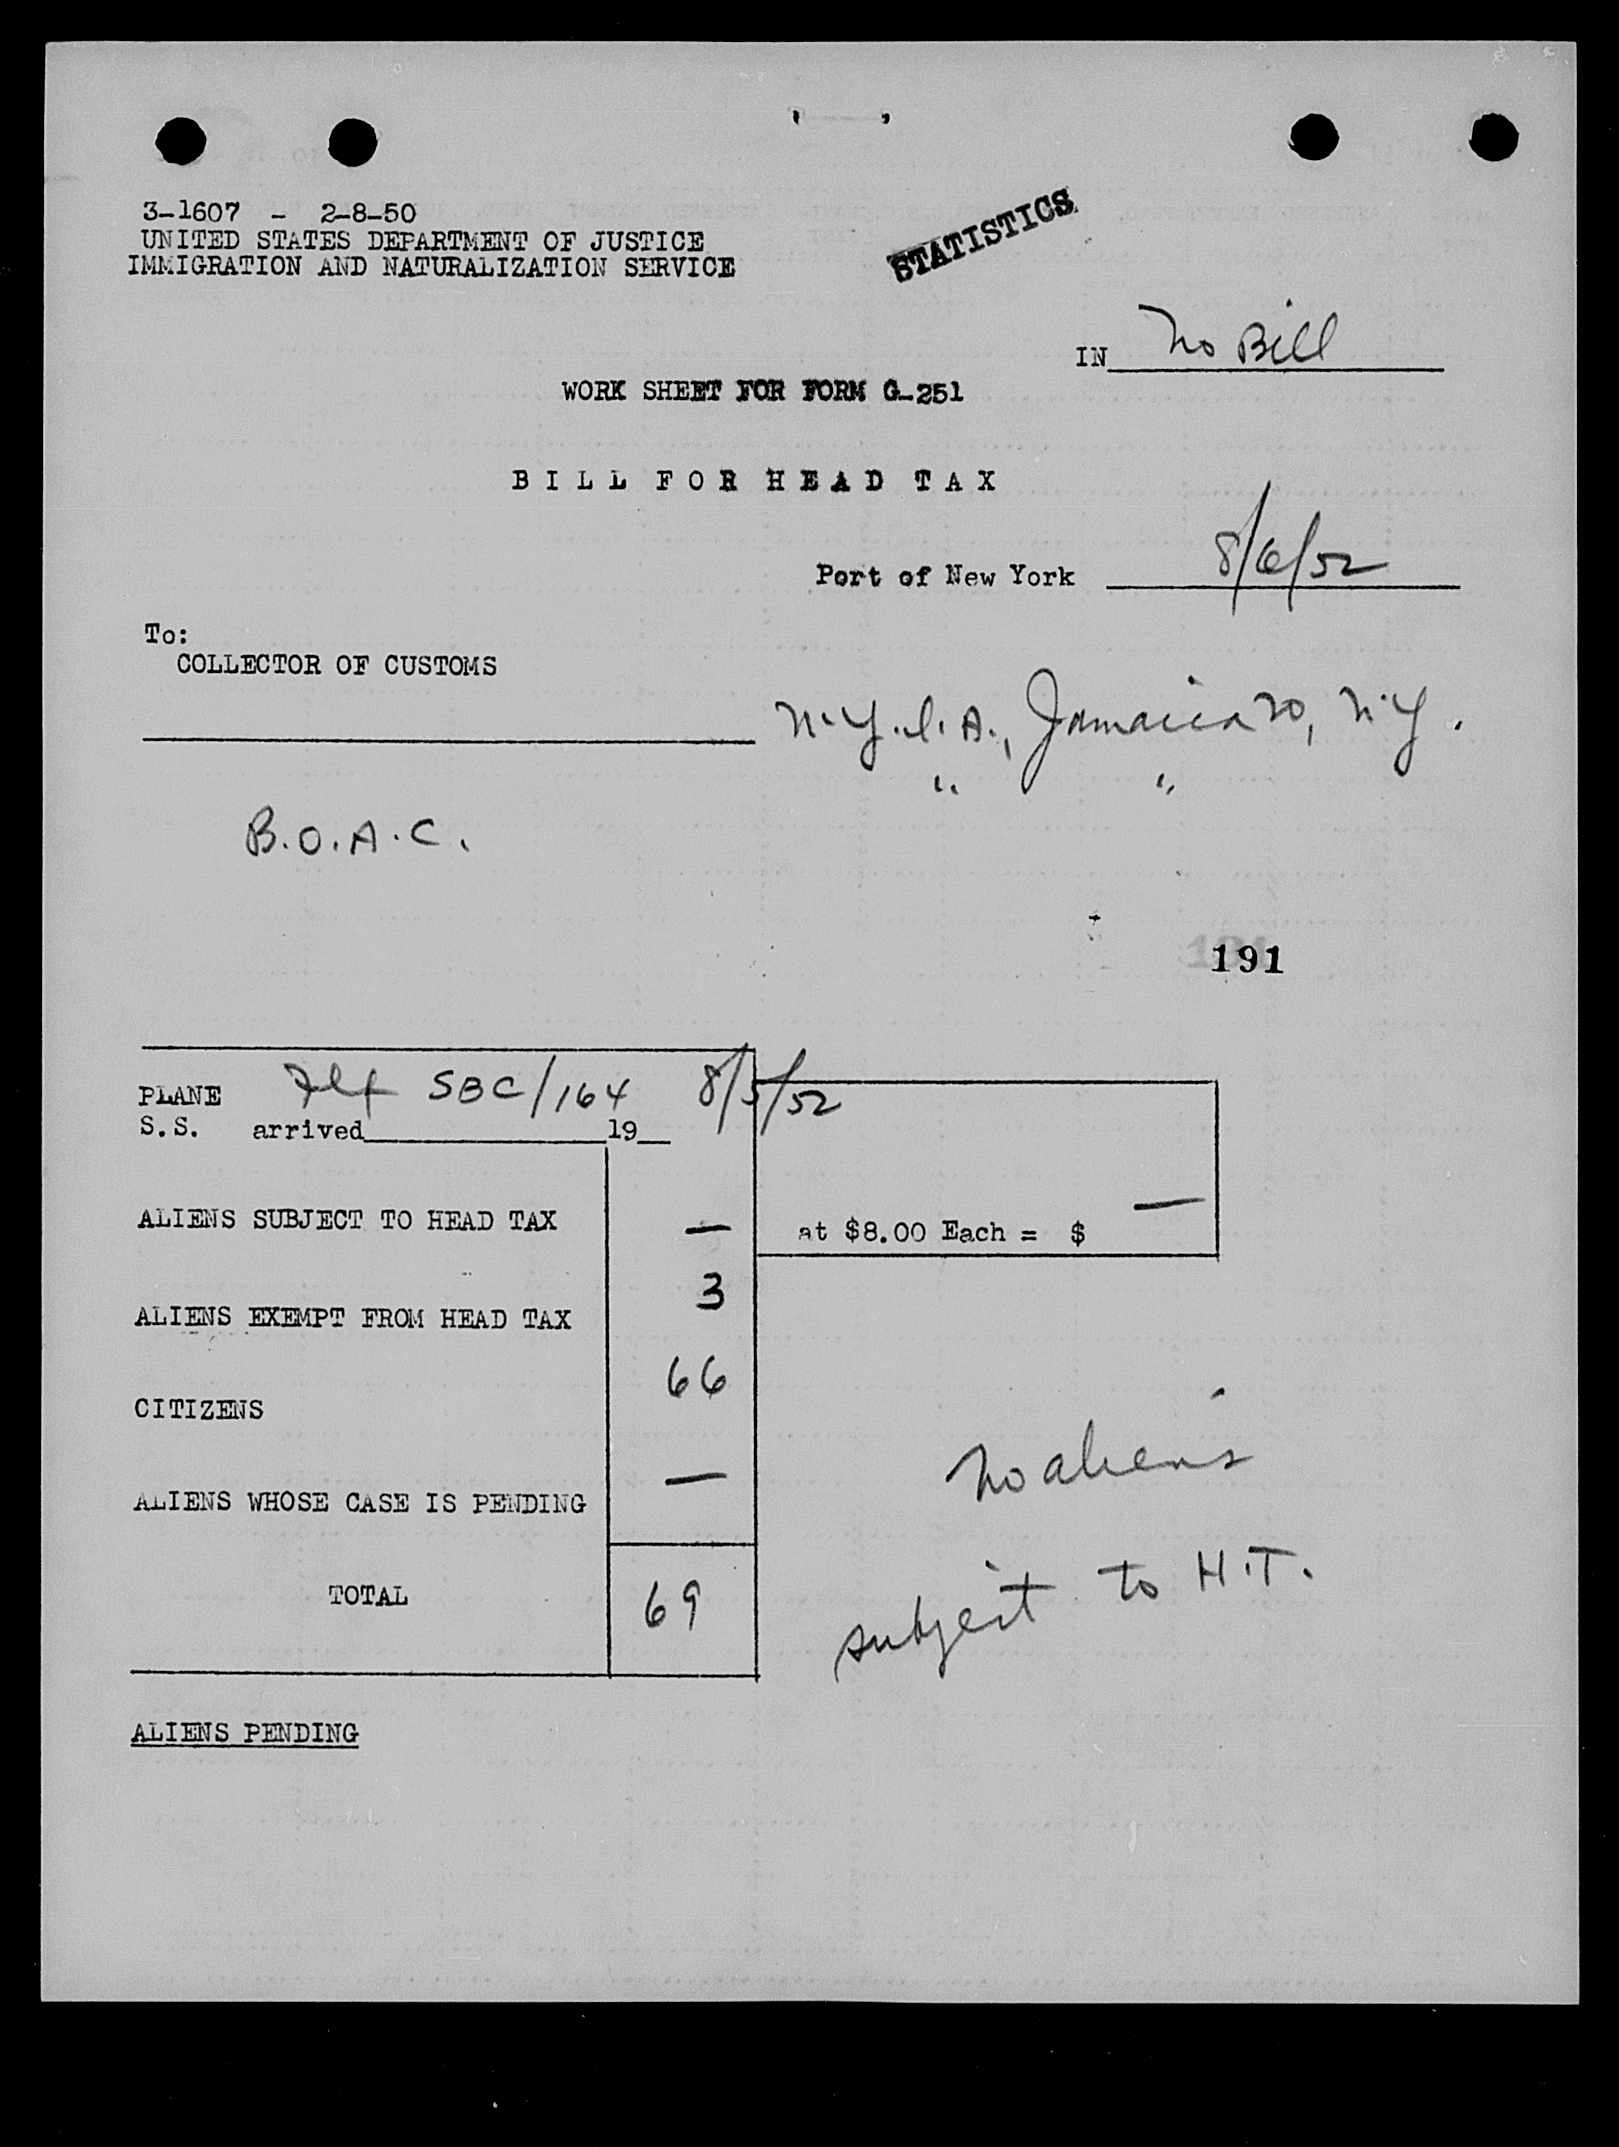 3-1607 - 2-8-50
UNITED STATES DEPARTMENT OF JUSTICE
IMMIGRATION AND NATURALIZATION SERVICE
STATISTICS
IN No Bill
WORK SHEET FOR FORM G-251
BILL FOR HEAD TAX
Port of New York 8/6/52
To:
COLLECTOR OF CUSTOMS
N.Y.I.A., Jamaica 20, N.Y.
" "
B.O.A.C.
191
PLANE Flt SBC/164 8/5/52
S.S. arrived 19
ALIENS SUBJECT TO HEAD TAX — at $8.00 Each = $ —
ALIENS EXEMPT FROM HEAD TAX 3
CITIZENS 66
ALIENS WHOSE CASE IS PENDING —
No aliens
TOTAL 69
subject to H.T.
ALIENS PENDING